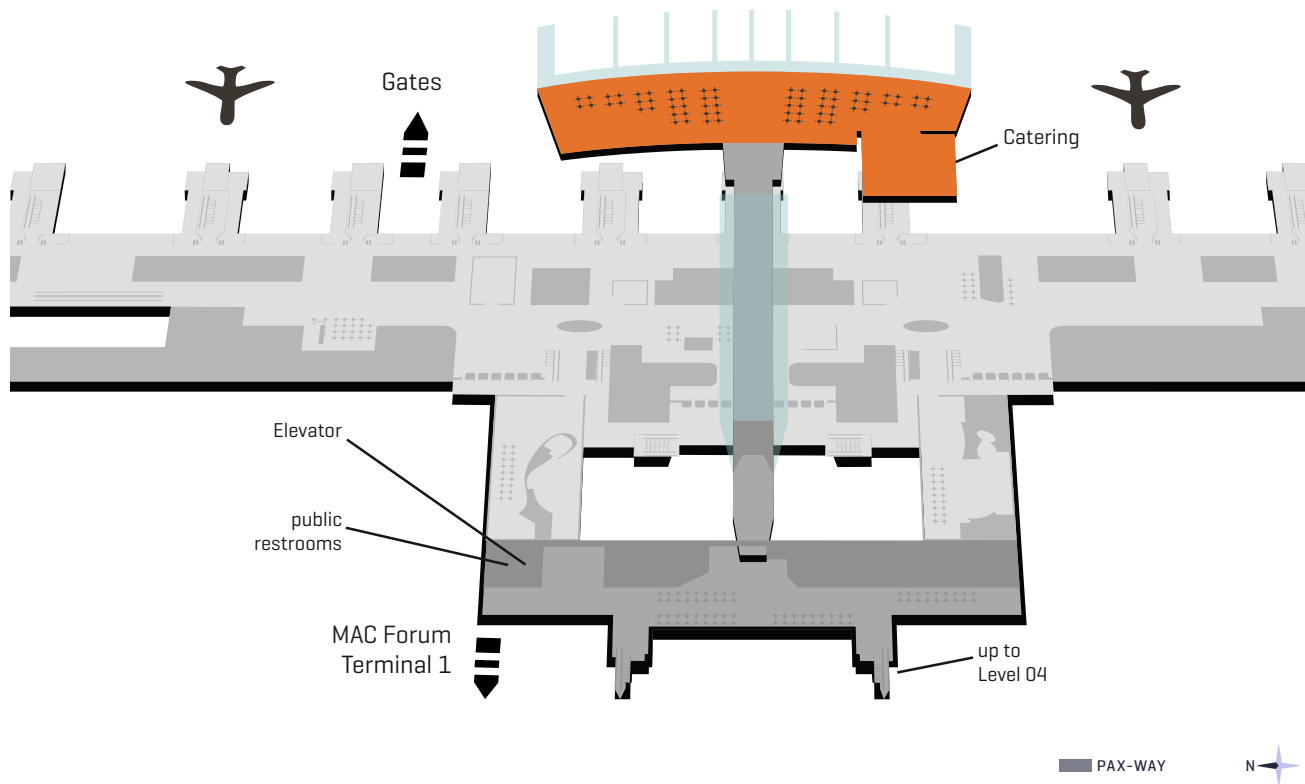 Gates
Catering
Elevator
public
restrooms
MAC Forum
Terminal 1
up to
Level 04
PAX-WAY
N